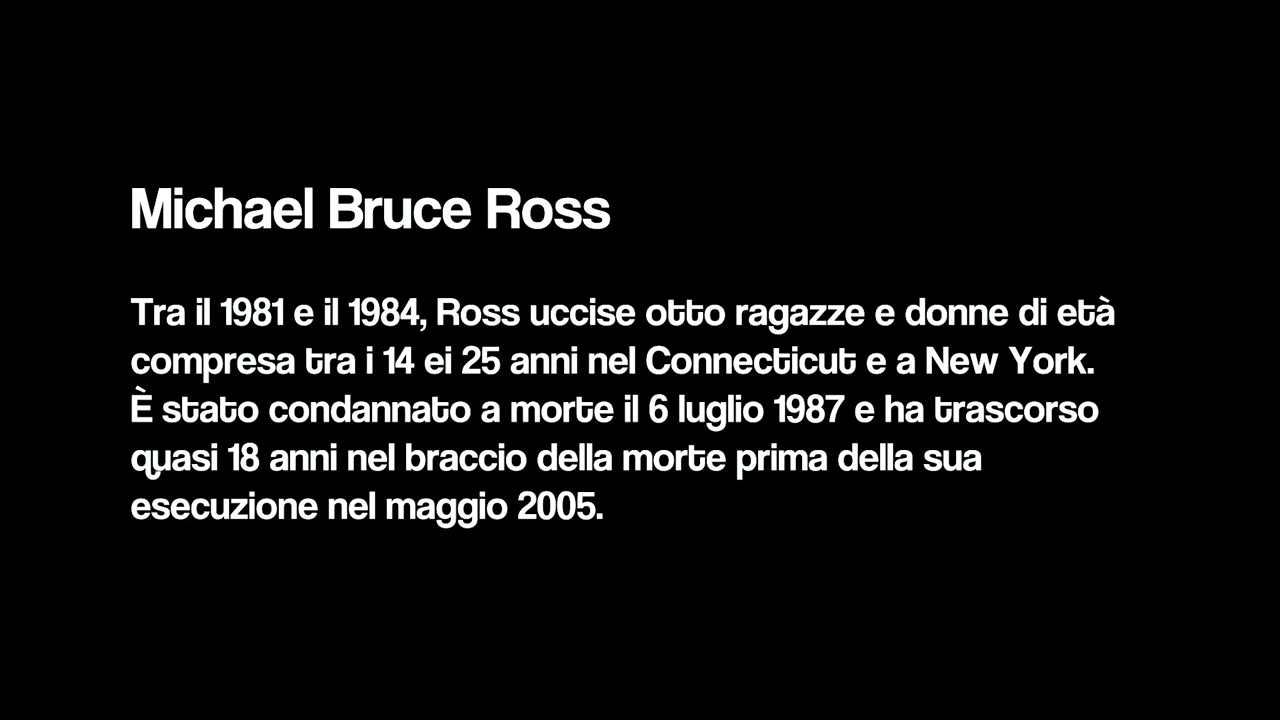 Michael Bruce Ross
Tra il 1981 e il 1984, Ross uccise otto ragazze e donne di età
compresa tra i 14 ei 25 anni nel Connecticut e a New York.
È stato condannato a morte il 6 luglio 1987 e ha trascorso
quasi 18 anni nel braccio della morte prima della sua
esecuzione nel maggio 2005.